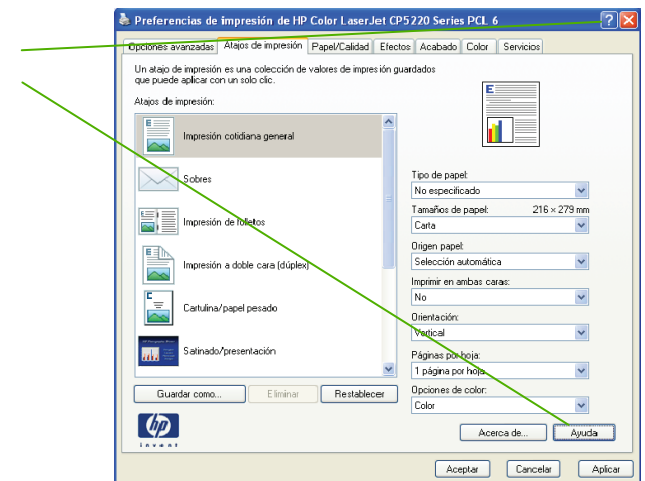 Preferencias de impresión de HP Color LaserJet CP5220 Series PCL 6
Opciones avanzadas Atajos de impresión Papel/Calidad Efectos Acabado Color Servicios
Un atajo de impresión es una colección de valores de impresión guardados
que puede aplicar con un solo clic.
Atajos de impresión:
Impresión cotidiana general
Sobres
Impresión de folletos
Impresión a doble cara (dúplex)
Cartulina/papel pesado
Satinado/presentación
Guardar como... Eliminar Restablecer
E
Tipo de papel:
No especificado
Tamaños de papel: 216 × 279 mm
Carta
Origen papel:
Selección automática
Imprimir en ambas caras:
No
Orientación:
Vertical
Páginas por hoja:
1 página por hoja
Opciones de color:
Color
hp
invent
Acerca de... Ayuda
Aceptar Cancelar Aplicar